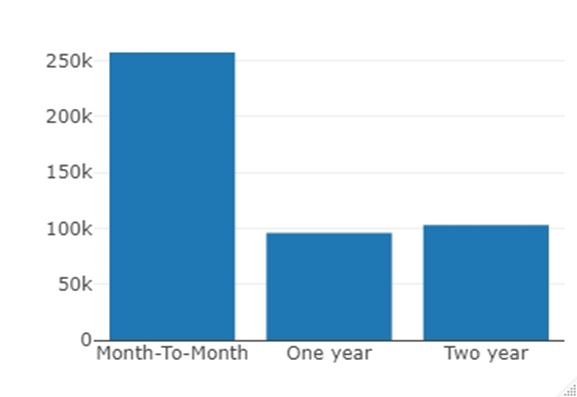 250k
200k
150k
100k
50k
0
Month-To-Month One year Two year